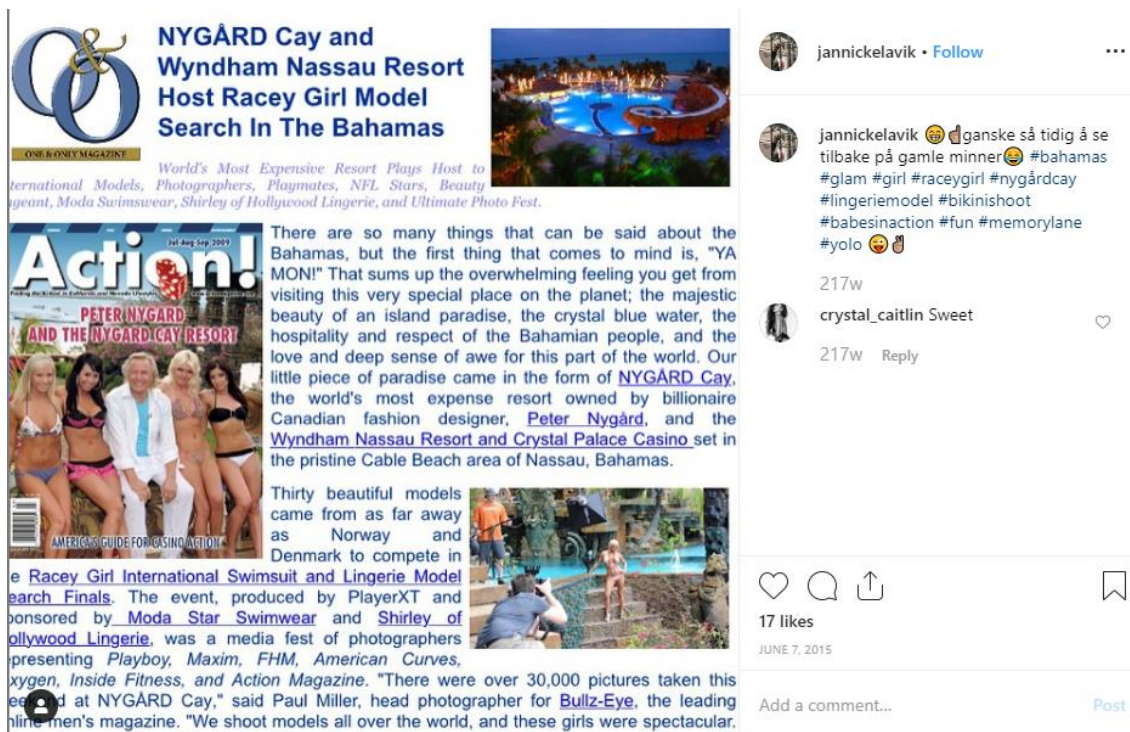 O&O
ONE & ONLY MAGAZINE
NYGÅRD Cay and
Wyndham Nassau Resort
Host Racey Girl Model
Search In The Bahamas
World's Most Expensive Resort Plays Host to
ternational Models, Photographers, Playmates, NFL Stars, Beauty
geant, Moda Swimswear, Shirley of Hollywood Lingerie, and Ultimate Photo Fest.
Jul-Aug-Sep 2009
Action!
PETER NYGARD
AND THE NYGARD CAY RESORT
AMERICA'S GUIDE FOR CASINO ACTION
There are so many things that can be said about the
Bahamas, but the first thing that comes to mind is, "YA
MON!" That sums up the overwhelming feeling you get from
visiting this very special place on the planet; the majestic
beauty of an island paradise, the crystal blue water, the
hospitality and respect of the Bahamian people, and the
love and deep sense of awe for this part of the world. Our
little piece of paradise came in the form of NYGÅRD Cay,
the world's most expense resort owned by billionaire
Canadian fashion designer, Peter Nygård, and the
Wyndham Nassau Resort and Crystal Palace Casino set in
the pristine Cable Beach area of Nassau, Bahamas.
Thirty beautiful models
came from as far away
as Norway and
Denmark to compete in
e Racey Girl International Swimsuit and Lingerie Model
earch Finals. The event, produced by PlayerXT and
ponsored by Moda Star Swimwear and Shirley of
ollywood Lingerie, was a media fest of photographers
epresenting Playboy, Maxim, FHM, American Curves,
xygen, Inside Fitness, and Action Magazine. "There were over 30,000 pictures taken this
eekend at NYGÅRD Cay," said Paul Miller, head photographer for Bullz-Eye, the leading
nline men's magazine. "We shoot models all over the world, and these girls were spectacular.
jannickelavik • Follow
jannickelavik 😁☝🏽ganske så tidig å se
tilbake på gamle minner😂 #bahamas
#glam #girl #raceygirl #nygårdcay
#lingeriemodel #bikinishoot
#babesinaction #fun #memorylane
#yolo 😜✌🏽
217w
crystal_caitlin Sweet
217w Reply
17 likes
JUNE 7, 2015
Add a comment... Post